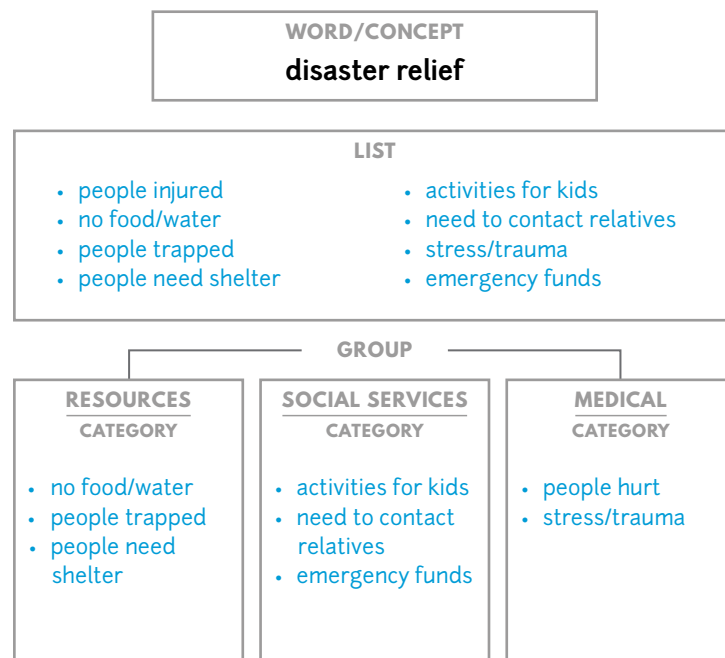 WORD/CONCEPT
disaster relief
LIST
• people injured
• no food/water
• people trapped
• people need shelter
• activities for kids
• need to contact relatives
• stress/trauma
• emergency funds
GROUP
RESOURCES
CATEGORY
• no food/water
• people trapped
• people need
shelter
SOCIAL SERVICES
CATEGORY
• activities for kids
• need to contact
relatives
• emergency funds
MEDICAL
CATEGORY
• people hurt
• stress/trauma